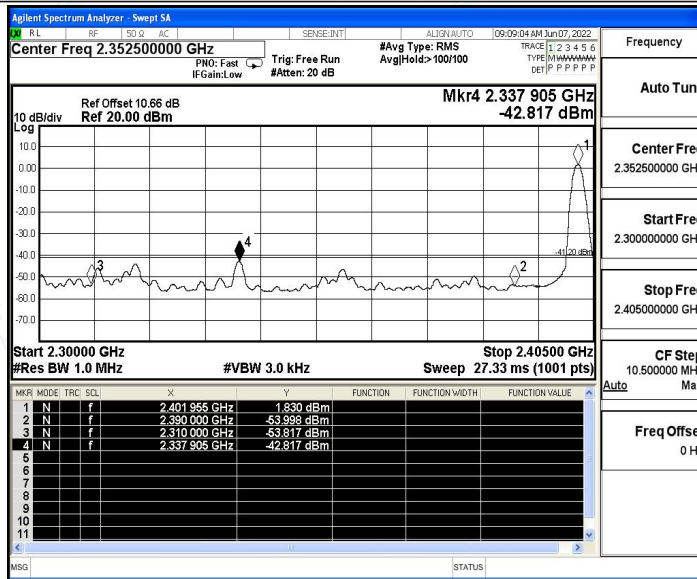 Agilent Spectrum Analyzer - Swept SA
LXI RL RF 50 Ω AC SENSE:INT ALIGN AUTO 09:09:04 AM Jun 07, 2022
Center Freq 2.352500000 GHz
PNO: Fast
IFGain:Low
Trig: Free Run
#Atten: 20 dB
#Avg Type: RMS
Avg|Hold:>100/100
TRACE 1 2 3 4 5 6
TYPE M W W W W W
DET P P P P P P
Frequency
Auto Tun
Center Fre
2.352500000 GH
Start Fre
2.300000000 GH
Stop Fre
2.405000000 GH
CF Step
10.500000 MH
Auto Ma
Freq Offse
0 H
Mkr4 2.337 905 GHz
-42.817 dBm
Ref Offset 10.66 dB
10 dB/div Ref 20.00 dBm
Log
10.0
0.00
-10.0
-20.0
-30.0
-40.0
-50.0
-60.0
-70.0
1
4
3
2
-41.20 dBm
Start 2.30000 GHz Stop 2.40500 GHz
#Res BW 1.0 MHz #VBW 3.0 kHz Sweep 27.33 ms (1001 pts)
MKR MODE TRC SCL X Y FUNCTION FUNCTION WIDTH FUNCTION VALUE
1 N f 2.401 955 GHz 1.830 dBm
2 N f 2.390 000 GHz -53.998 dBm
3 N f 2.310 000 GHz -53.817 dBm
4 N f 2.337 905 GHz -42.817 dBm
5
6
7
8
9
10
11
MSG STATUS